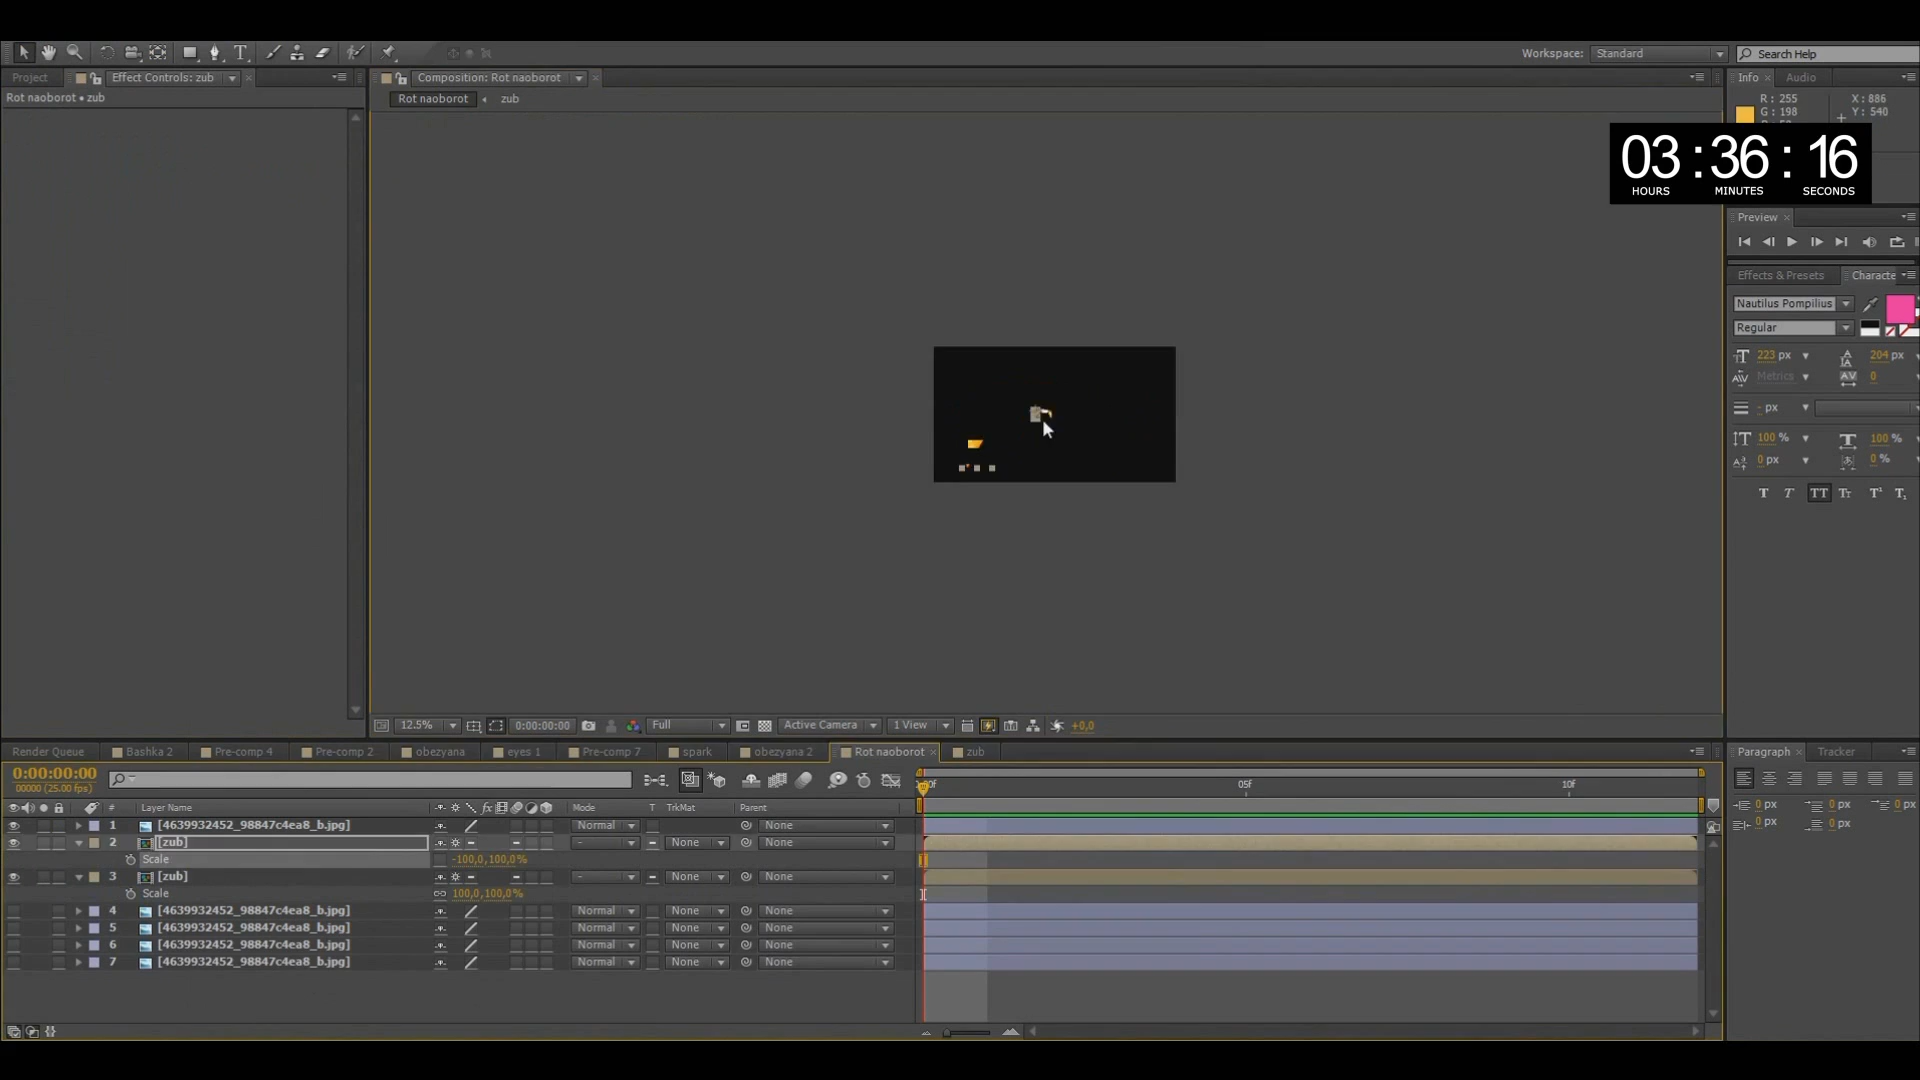 Workspace: Standard Search Help
Project Effect Controls: zub Composition: Rot naoborot Info Audio
Rot naoborot • zub Rot naoborot zub
R: 255 X: 886
G: 198 Y: 540
03 : 36 : 16
HOURS MINUTES SECONDS
Preview
Effects & Presets Characte
Nautilus Pompilius
Regular
223 px 204 px
Metrics 0
- px
100 % 100 %
0 px 0 %
T T TT Tt T¹ T₁
12.5% 0:00:00:00 Full Active Camera 1 View +0,0
Render Queue Bashka 2 Pre-comp 4 Pre-comp 2 obezyana eyes 1 Pre-comp 7 spark obezyana 2 Rot naoborot zub Paragraph Tracker
0:00:00:00
00000 (25.00 fps)
05f 10f
# Layer Name Mode T TrkMat Parent
0 px 0 px 0 px
0 px 0 px
1 [4639932452_98847c4ea8_b.jpg] Normal None
2 [zub] - None None
Scale -100,0,100,0%
3 [zub] - None None
Scale 100,0,100,0%
4 [4639932452_98847c4ea8_b.jpg] Normal None None
5 [4639932452_98847c4ea8_b.jpg] Normal None None
6 [4639932452_98847c4ea8_b.jpg] Normal None None
7 [4639932452_98847c4ea8_b.jpg] Normal None None